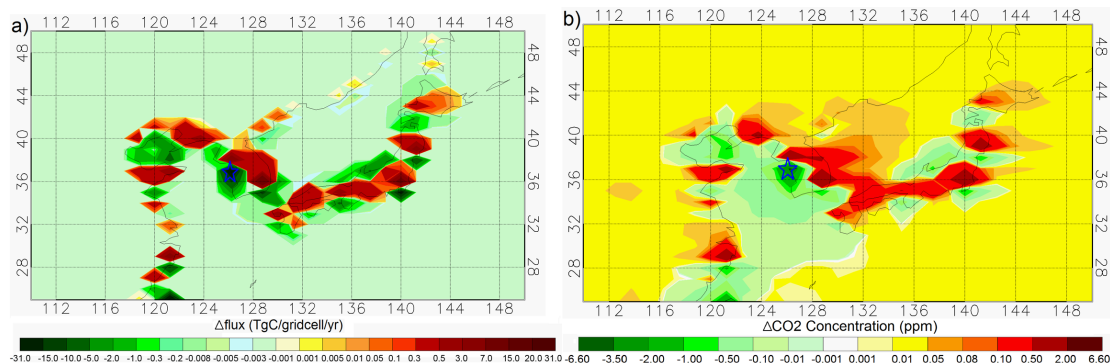 a)
112 116 120 124 128 132 136 140 144 148
48 48
44 44
40 40
36 36
32 32
28 28
112 116 120 124 128 132 136 140 144 148
Δflux (TgC/gridcell/yr)
-31.0 -15.0 -5.0 -2.0 -1.0 -0.3 -0.2 -0.008 -0.005 -0.003 -0.001 0.001 0.005 0.01 0.05 0.1 0.3 0.5 3.0 7.0 15.0 20.0 31.0
b)
112 116 120 124 128 132 136 140 144 148
48 48
44 44
40 40
36 36
32 32
28 28
112 116 120 124 128 132 136 140 144 148
ΔCO2 Concentration (ppm)
-6.60 -3.50 -2.00 -1.00 -0.50 -0.10 -0.01 -0.001 0.001 0.01 0.05 0.08 0.10 0.50 1.00 2.00 6.60